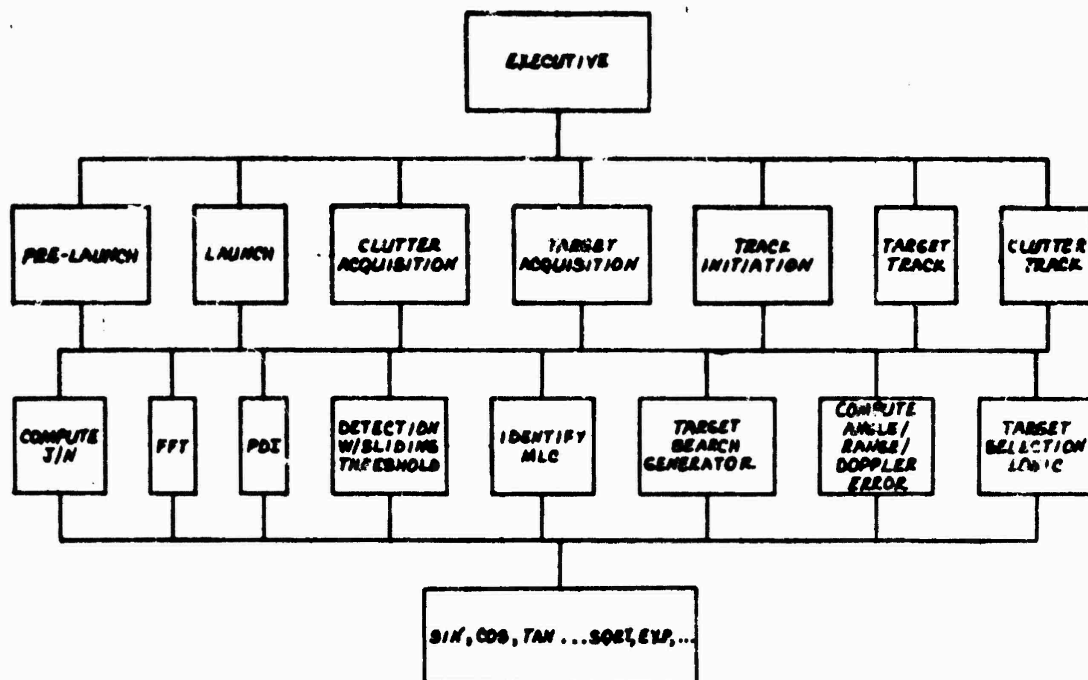 EXECUTIVE
PRE-LAUNCH
LAUNCH
CLUTTER
ACQUISITION
TARGET
ACQUISITION
TRACK
INITIATION
TARGET
TRACK
CLUTTER
TRACK
COMPUTE
J/N
FFT
PDI
DETECTION
W/SLIDING
THRESHOLD
IDENTIFY
MLC
TARGET
SEARCH
GENERATOR
COMPUTE
ANGLE/
RANGE/
DOPPLER
ERROR
TARGET
SELECTION
LOGIC
SIN, COS, TAN ... SQRT, EXP, ...